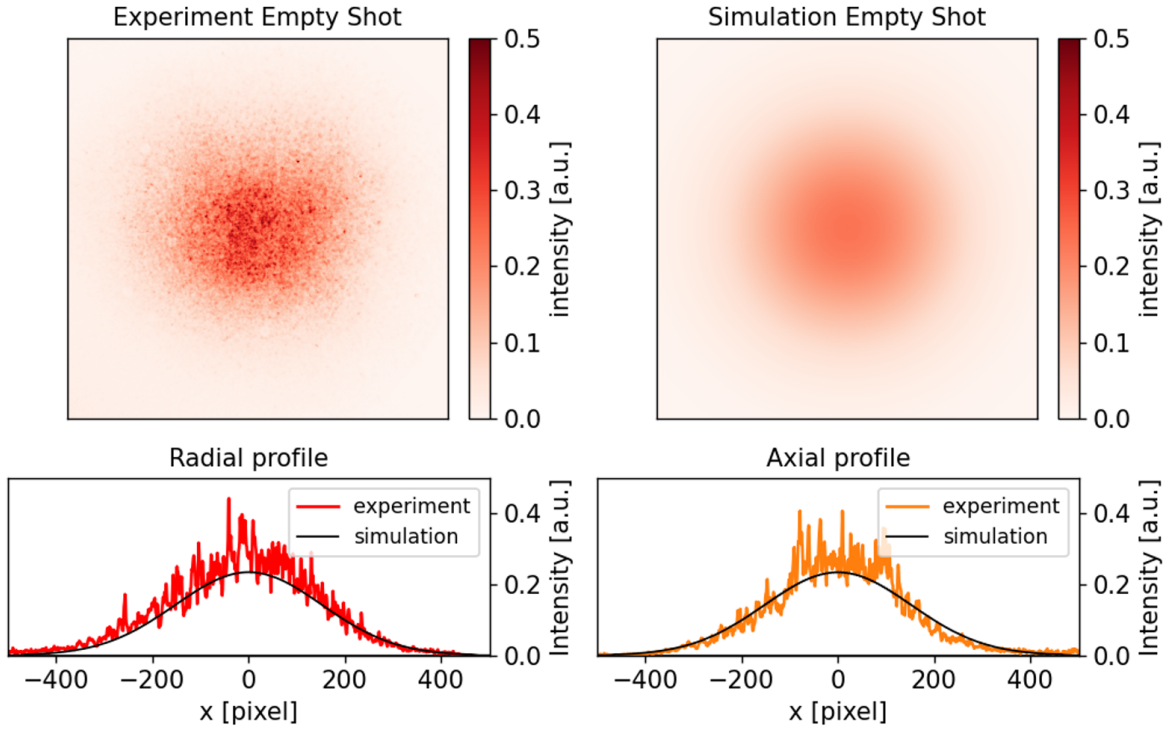 Experiment Empty Shot
0.5
0.4
0.3
0.2
0.1
0.0
intensity [a.u.]
Simulation Empty Shot
0.5
0.4
0.3
0.2
0.1
0.0
intensity [a.u.]
Radial profile
experiment
simulation
0.4
0.2
0.0
Intensity [a.u.]
−400 −200 0 200 400
x [pixel]
Axial profile
experiment
simulation
0.4
0.2
0.0
Intensity [a.u.]
−400 −200 0 200 400
x [pixel]